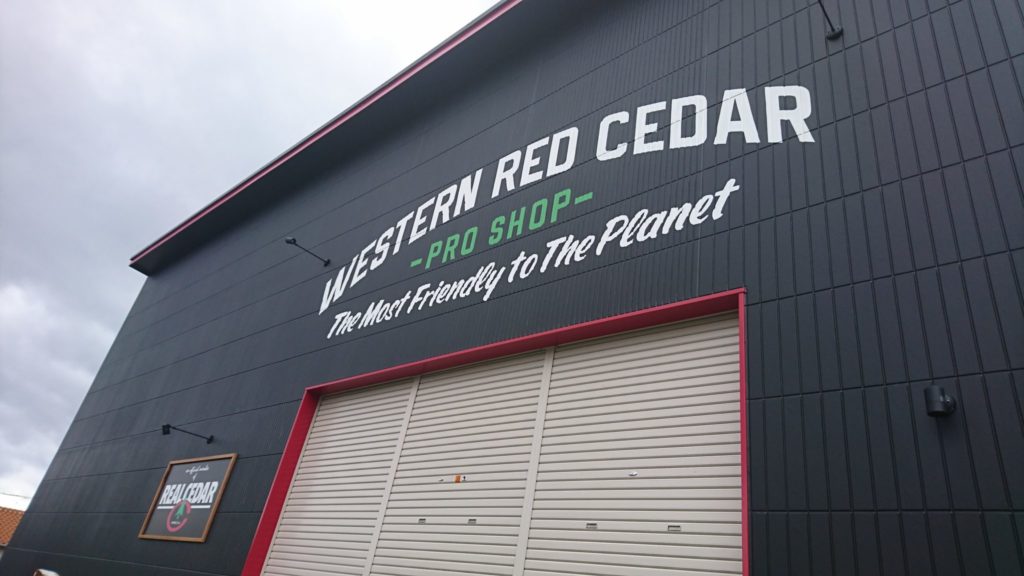 WESTERN RED CEDAR
-PRO SHOP-
The Most Friendly to The Planet
REAL CEDAR